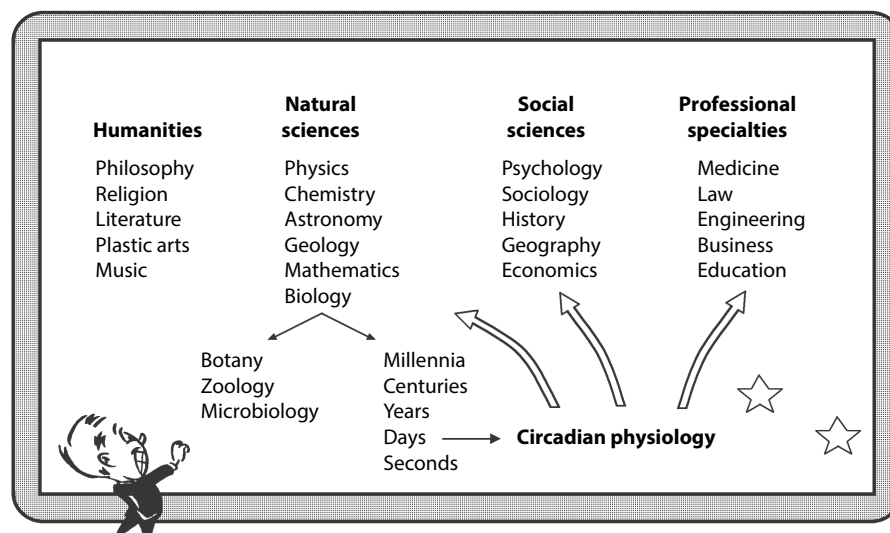 Humanities
Philosophy
Religion
Literature
Plastic arts
Music
Natural
sciences
Physics
Chemistry
Astronomy
Geology
Mathematics
Biology
Social
sciences
Psychology
Sociology
History
Geography
Economics
Professional
specialties
Medicine
Law
Engineering
Business
Education
Botany
Zoology
Microbiology
Millennia
Centuries
Years
Days
Seconds
Circadian physiology